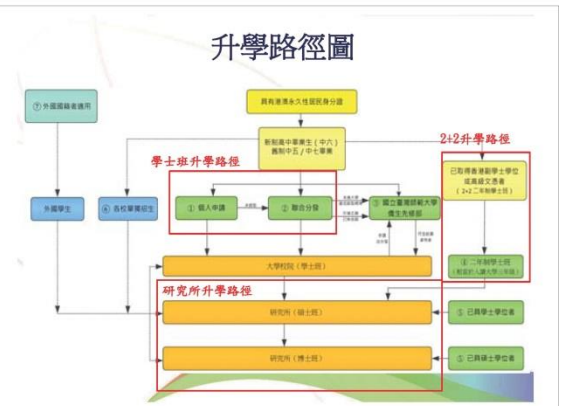 升學路徑圖
⑦ 外國國籍者適用
具有港澳永久性居民身分證
新制高中畢業生(中六)
舊制中五/中七畢業
2+2升學路徑
學士班升學路徑
已取得香港副學士學位
或高級文憑者
(2+2二年制學士班)
外國學生
⑥ 各校單獨招生
① 個人申請
② 聯合分發
③ 國立臺灣師範大學
僑生先修部
大學校院(學士班)
④ 二年制學士班
研究所升學路徑
研究所(碩士班)
⑤ 已具學士學位者
研究所(博士班)
⑤ 已具碩士學位者